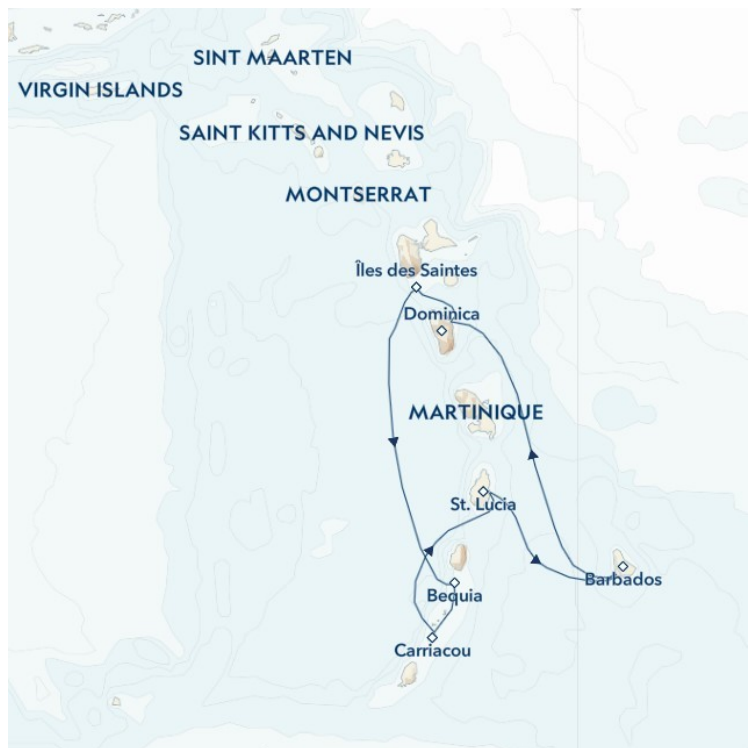 SINT MAARTEN
VIRGIN ISLANDS
SAINT KITTS AND NEVIS
MONTSERRAT
Îles des Saintes
Dominica
MARTINIQUE
St. Lucia
Barbados
Bequia
Carriacou